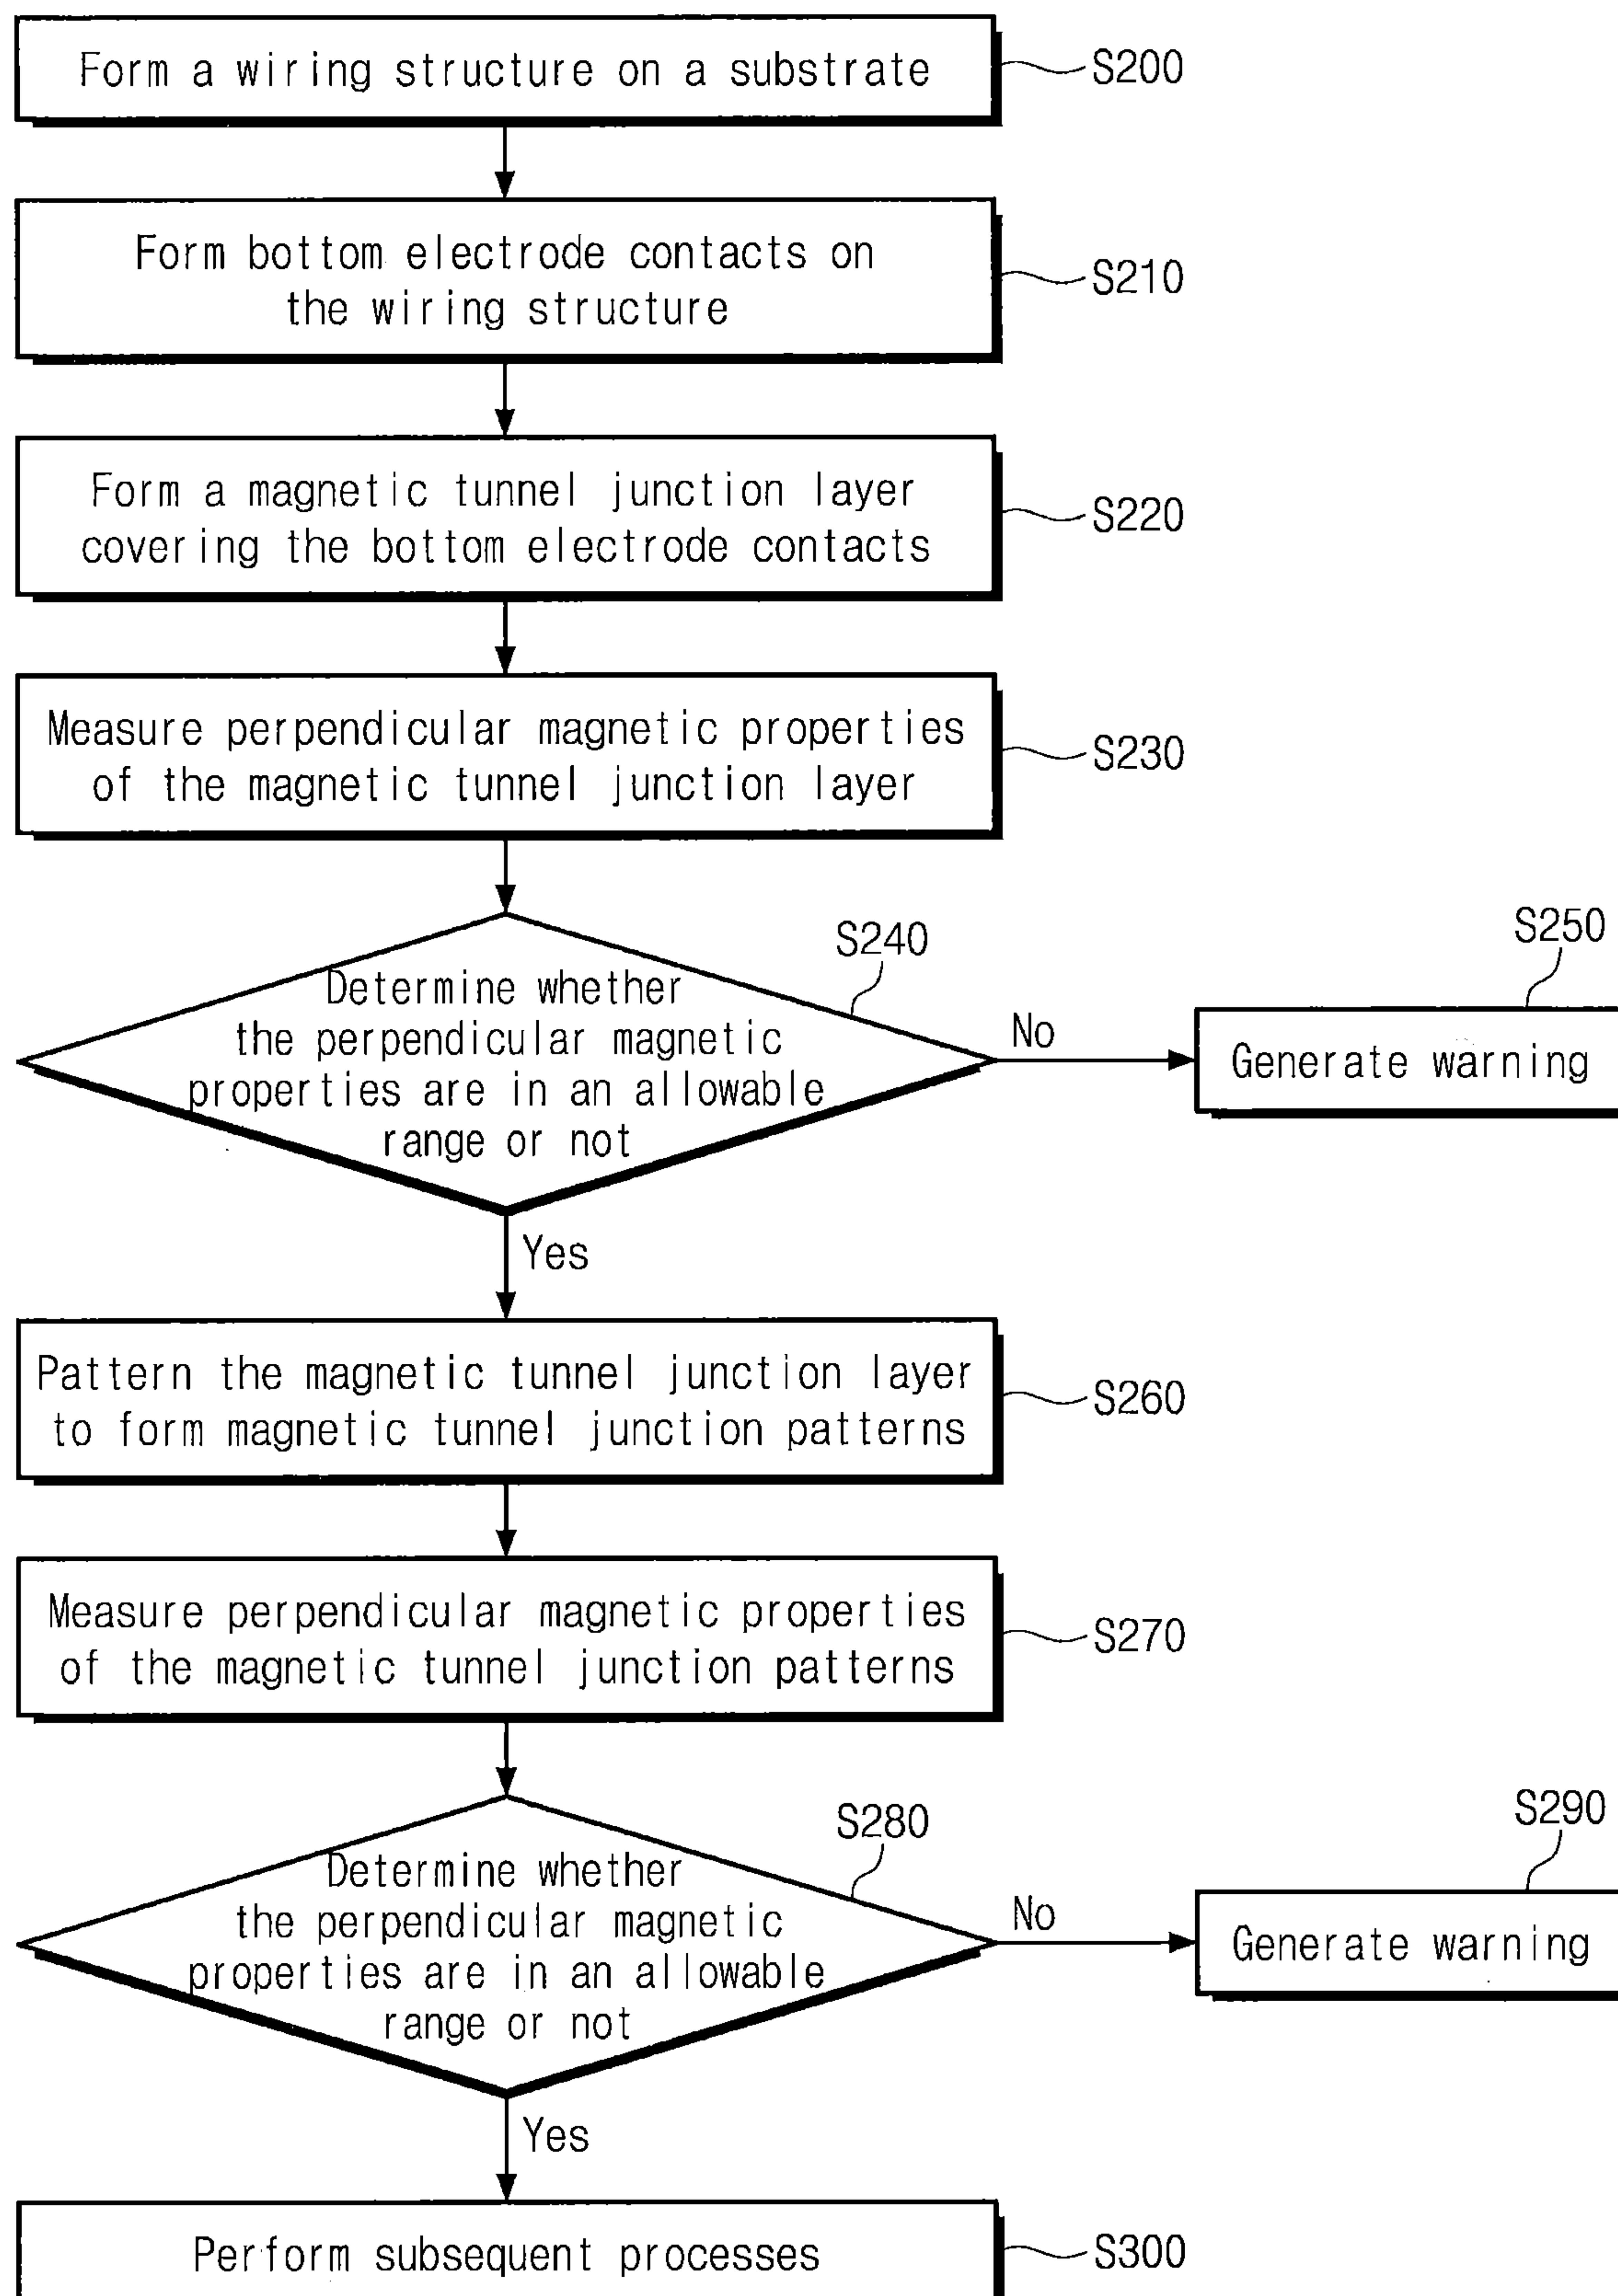 Form a wiring structure on a substrate
S200
Form bottom electrode contacts on
the wiring structure
S210
Form a magnetic tunnel junction layer
covering the bottom electrode contacts
S220
Measure perpendicular magnetic properties
of the magnetic tunnel junction layer
S230
S240
Determine whether
the perpendicular magnetic
properties are in an allowable
range or not
No
S250
Generate warning
Yes
Pattern the magnetic tunnel junction layer
to form magnetic tunnel junction patterns
S260
Measure perpendicular magnetic properties
of the magnetic tunnel junction patterns
S270
S280
Determine whether
the perpendicular magnetic
properties are in an allowable
range or not
No
S290
Generate warning
Yes
Perform subsequent processes
S300